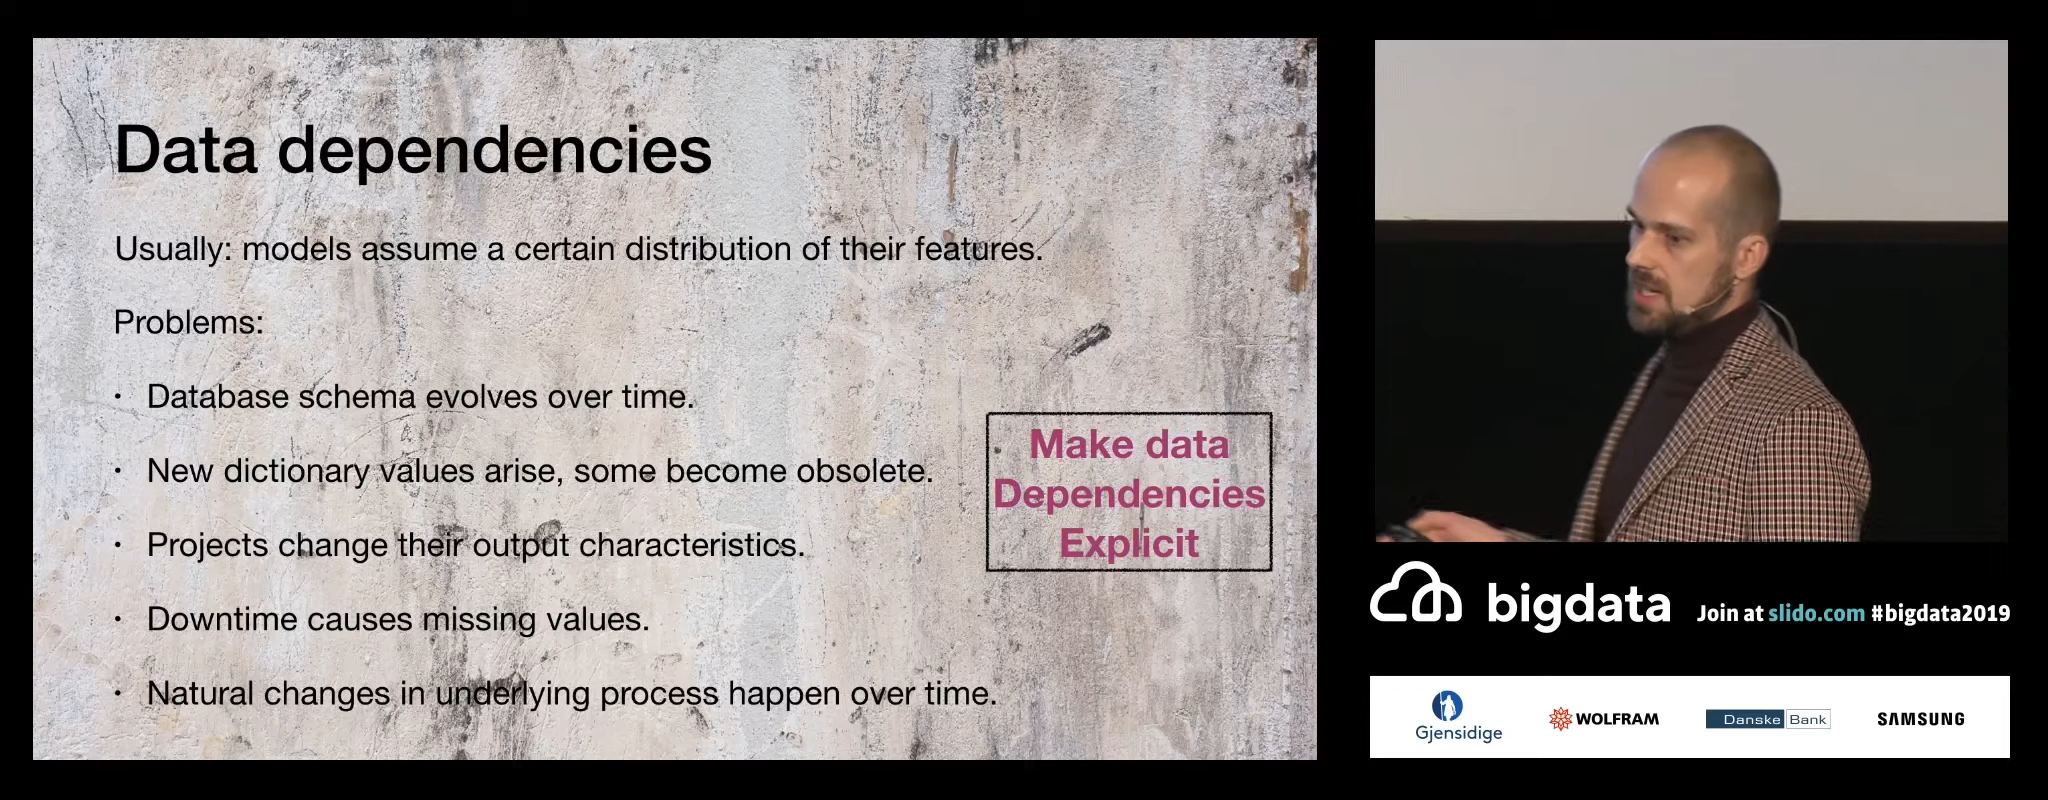 Data dependencies
Usually: models assume a certain distribution of their features.
Problems:
• Database schema evolves over time.
• New dictionary values arise, some become obsolete.
• Projects change their output characteristics.
• Downtime causes missing values.
• Natural changes in underlying process happen over time.
Make data
Dependencies
Explicit
bigdata
Join at slido.com #bigdata2019
Gjensidige
WOLFRAM
Danske Bank
SAMSUNG